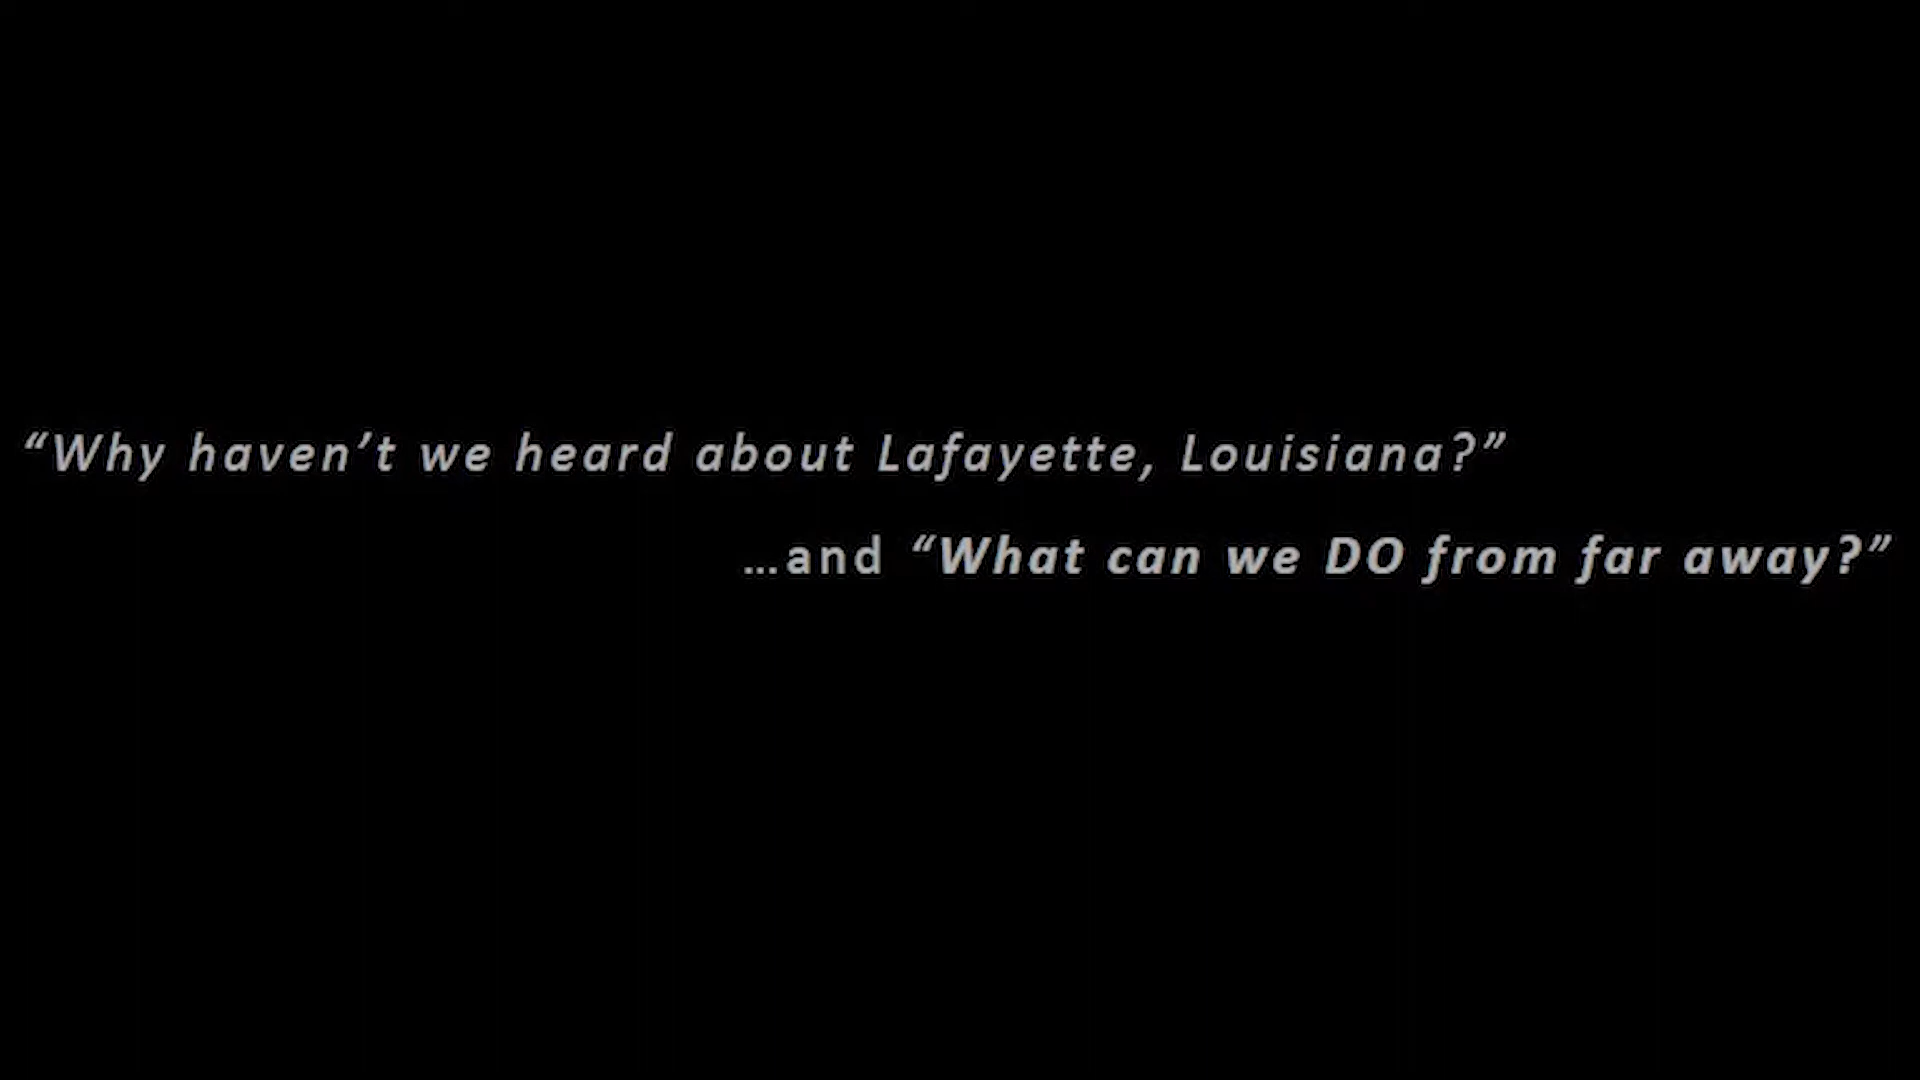 “Why haven’t we heard about Lafayette, Louisiana?”
…and “What can we DO from far away?”